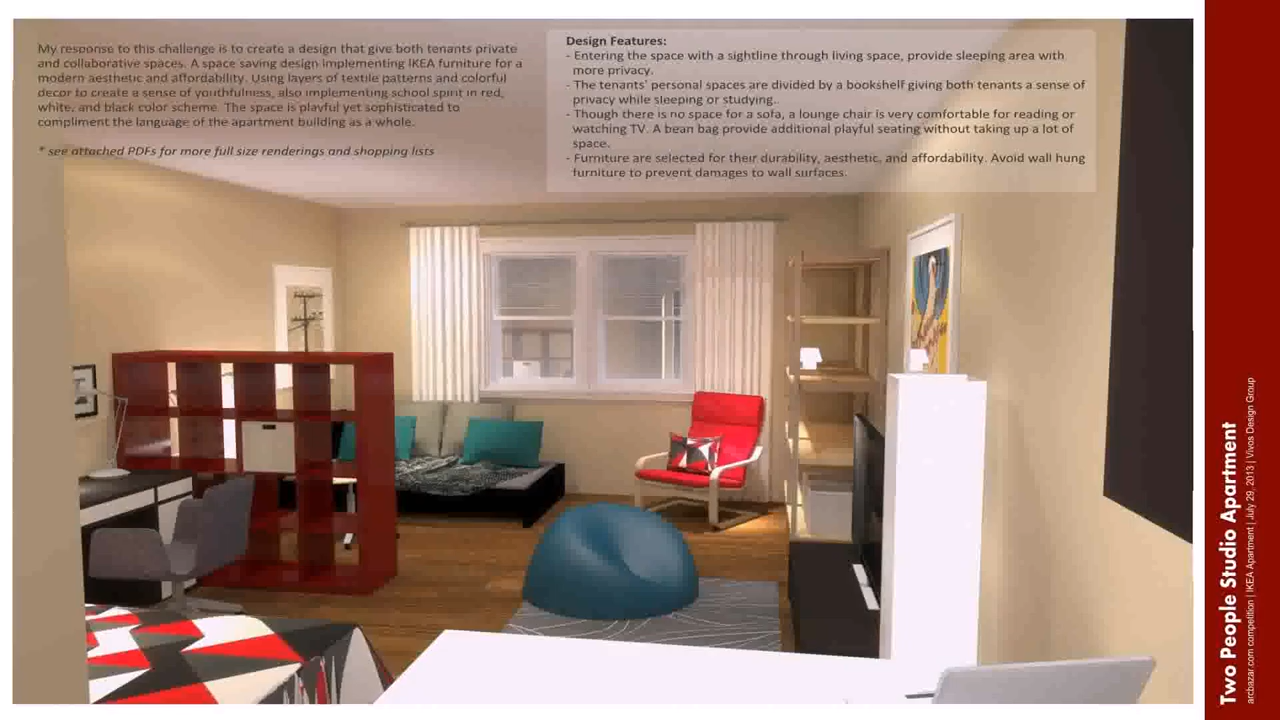 My response to this challenge is to create a design that give both tenants private
and collaborative spaces. A space saving design implementing IKEA furniture for a
modern aesthetic and affordability. Using layers of textile patterns and colorful
decor to create a sense of youthfulness, also implementing school spirit in red,
white, and black color scheme. The space is playful yet sophisticated to
compliment the language of the apartment building as a whole.
* see attached PDFs for more full size renderings and shopping lists
Design Features:
- Entering the space with a sightline through living space, provide sleeping area with
more privacy.
- The tenants' personal spaces are divided by a bookshelf giving both tenants a sense of
privacy while sleeping or studying.
- Though there is no space for a sofa, a lounge chair is very comfortable for reading or
watching TV. A bean bag provide additional playful seating without taking up a lot of
space.
- Furniture are selected for their durability, aesthetic, and affordability. Avoid wall hung
furniture to prevent damages to wall surfaces.
Two People Studio Apartment
arcbazar.com competition | IKEA Apartment | July 29, 2013 | Vivos Design Group